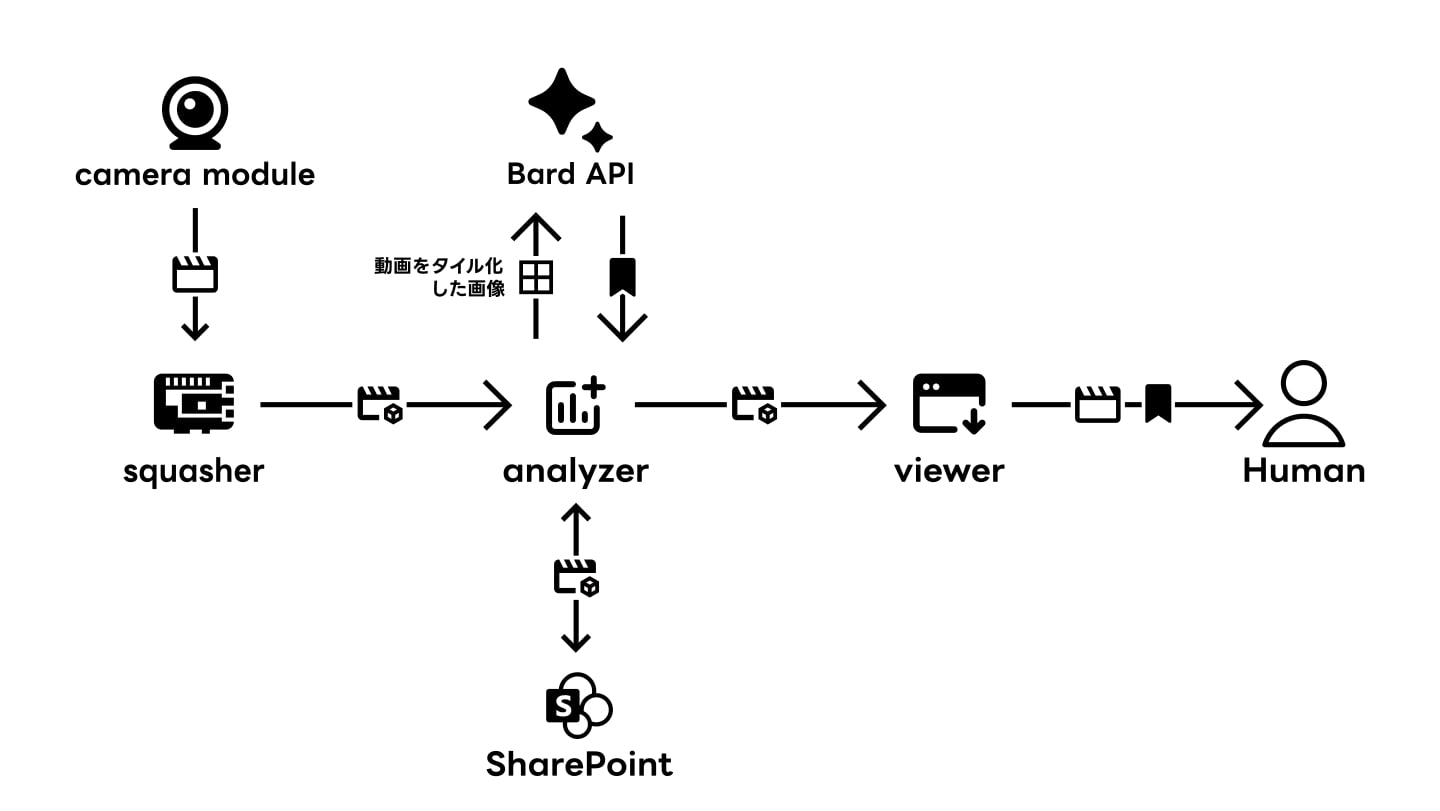 camera module
Bard API
動画をタイル化
した画像
squasher
analyzer
viewer
Human
S
SharePoint